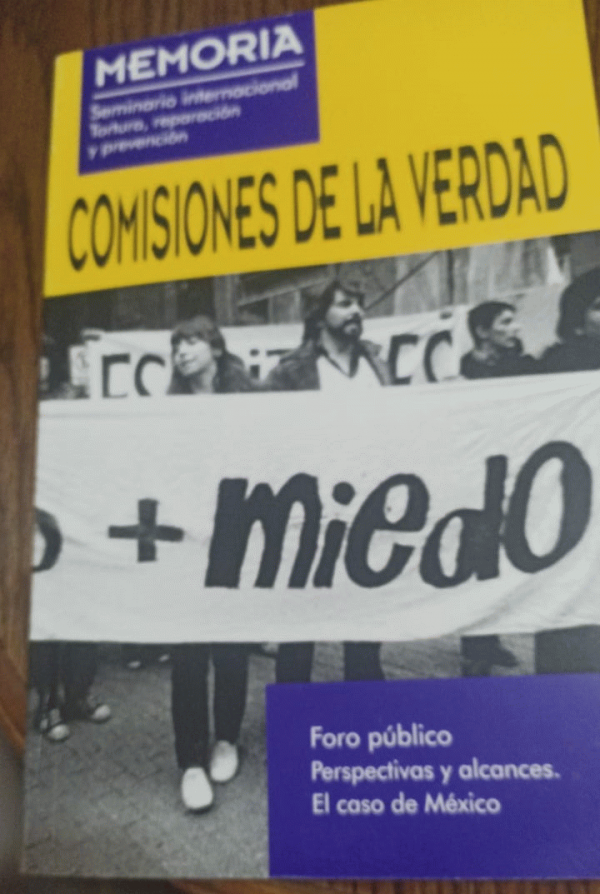 MEMORIA
Seminario internacional
Tortura, reparación
y prevención
COMISIONES DE LA VERDAD
+ miedo
Foro público
Perspectivas y alcances.
El caso de México